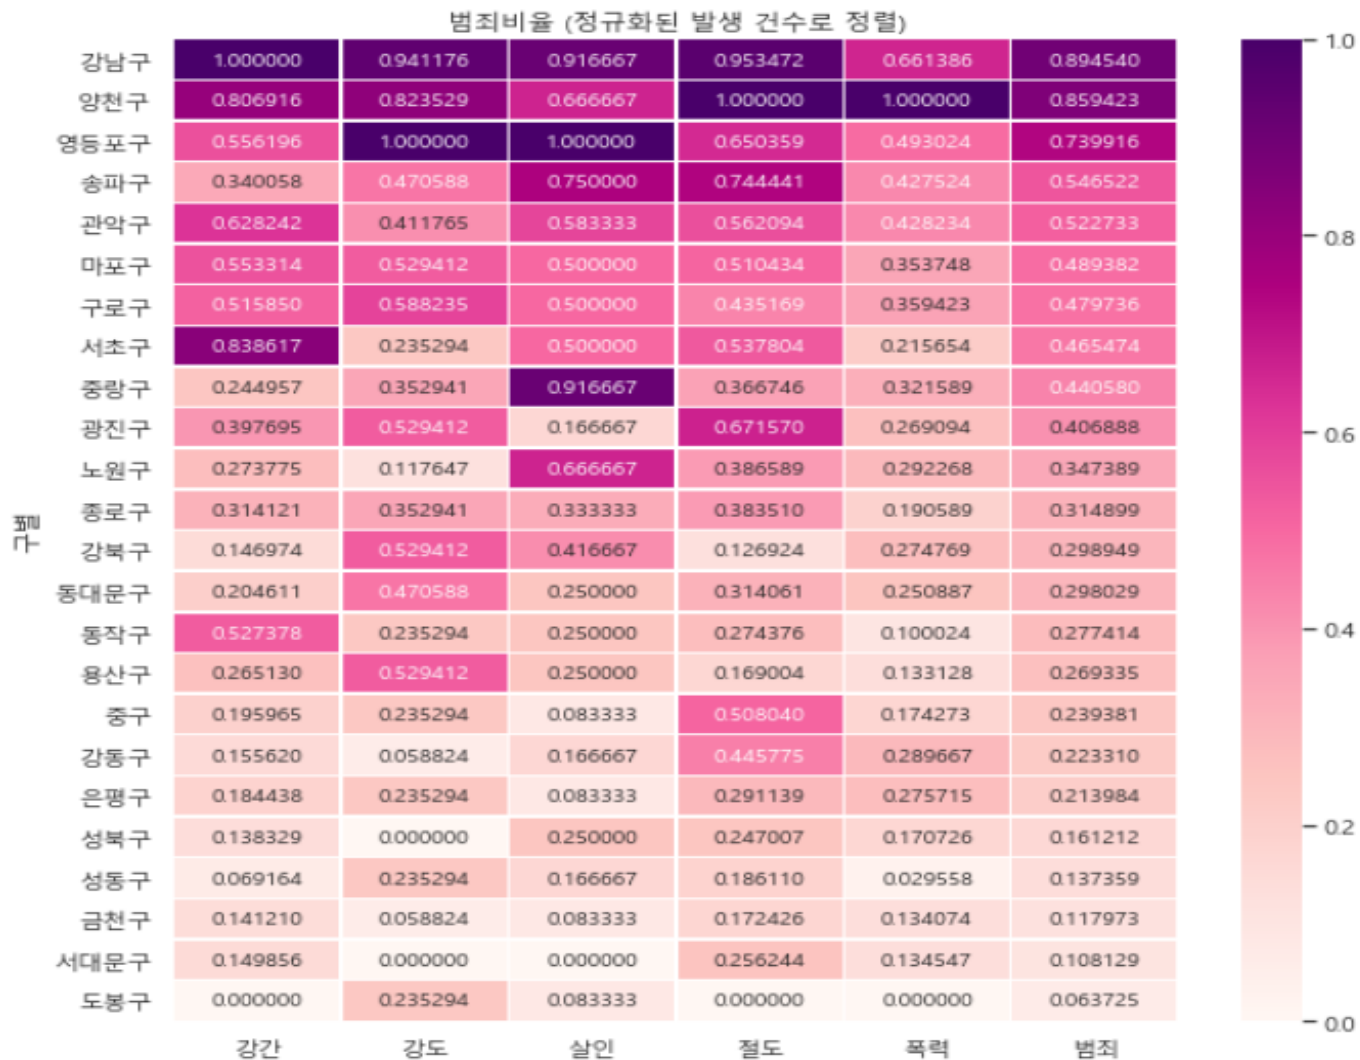 범죄비율 (정규화된 발생 건수로 정렬)
강남구 1.000000 0.941176 0.916667 0.953472 0.661386 0.894540
양천구 0.806916 0.823529 0.666667 1.000000 1.000000 0.859423
영등포구 0.556196 1.000000 1.000000 0.650359 0.493024 0.739916
송파구 0.340058 0.470588 0.750000 0.744441 0.427524 0.546522
관악구 0.628242 0.411765 0.583333 0.562094 0.428234 0.522733
마포구 0.553314 0.529412 0.500000 0.510434 0.353748 0.489382
구로구 0.515850 0.588235 0.500000 0.435169 0.359423 0.479736
서초구 0.838617 0.235294 0.500000 0.537804 0.215654 0.465474
중랑구 0.244957 0.352941 0.916667 0.366746 0.321589 0.440580
광진구 0.397695 0.529412 0.166667 0.671570 0.269094 0.406888
노원구 0.273775 0.117647 0.666667 0.386589 0.292268 0.347389
종로구 0.314121 0.352941 0.333333 0.383510 0.190589 0.314899
강북구 0.146974 0.529412 0.416667 0.126924 0.274769 0.298949
동대문구 0.204611 0.470588 0.250000 0.314061 0.250887 0.298029
동작구 0.527378 0.235294 0.250000 0.274376 0.100024 0.277414
용산구 0.265130 0.529412 0.250000 0.169004 0.133128 0.269335
중구 0.195965 0.235294 0.083333 0.508040 0.174273 0.239381
강동구 0.155620 0.058824 0.166667 0.445775 0.289667 0.223310
은평구 0.184438 0.235294 0.083333 0.291139 0.275715 0.213984
성북구 0.138329 0.000000 0.250000 0.247007 0.170726 0.161212
성동구 0.069164 0.235294 0.166667 0.186110 0.029558 0.137359
금천구 0.141210 0.058824 0.083333 0.172426 0.134074 0.117973
서대문구 0.149856 0.000000 0.000000 0.256244 0.134547 0.108129
도봉구 0.000000 0.235294 0.083333 0.000000 0.000000 0.063725
강간 강도 살인 절도 폭력 범죄
구별
1.0
0.8
0.6
0.4
0.2
0.0